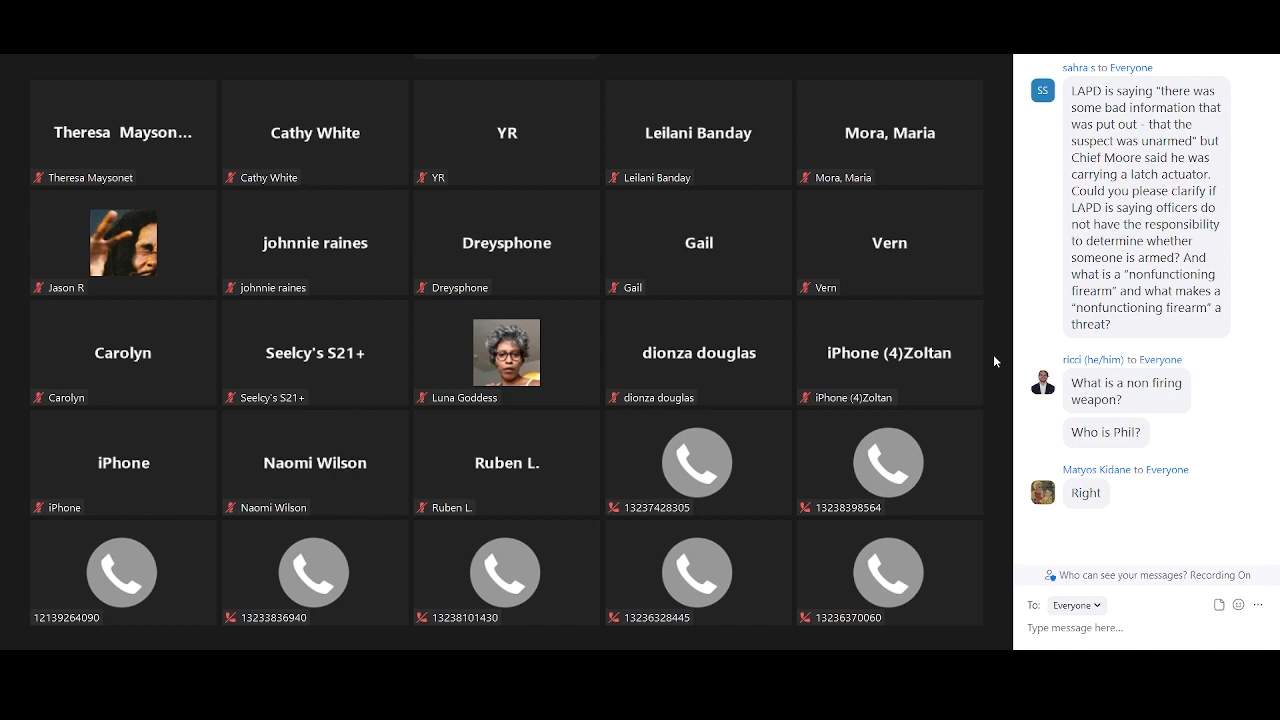 Theresa Mayson...
Theresa Maysonet
Cathy White
Cathy White
YR
YR
Leilani Banday
Leilani Banday
Mora, Maria
Mora, Maria
Jason R
johnnie raines
johnnie raines
Dreysphone
Dreysphone
Gail
Gail
Vern
Vern
Carolyn
Carolyn
Seelcy's S21+
Seelcy's S21+
Luna Goddess
dionza douglas
dionza douglas
iPhone (4)Zoltan
iPhone (4)Zoltan
iPhone
iPhone
Naomi Wilson
Naomi Wilson
Ruben L.
Ruben L.
13237428305
13238398564
12139264090
13233836940
13238101430
13236328445
13236370060
sahra s to Everyone
SS
LAPD is saying "there was
some bad information that
was put out - that the
suspect was unarmed" but
Chief Moore said he was
carrying a latch actuator.
Could you please clarify if
LAPD is saying officers do
not have the responsibility
to determine whether
someone is armed? And
what is a "nonfunctioning
firearm" and what makes a
"nonfunctioning firearm" a
threat?
ricci (he/him) to Everyone
What is a non firing
weapon?
Who is Phil?
Matyos Kidane to Everyone
Right
Who can see your messages? Recording On
To: Everyone
Type message here...